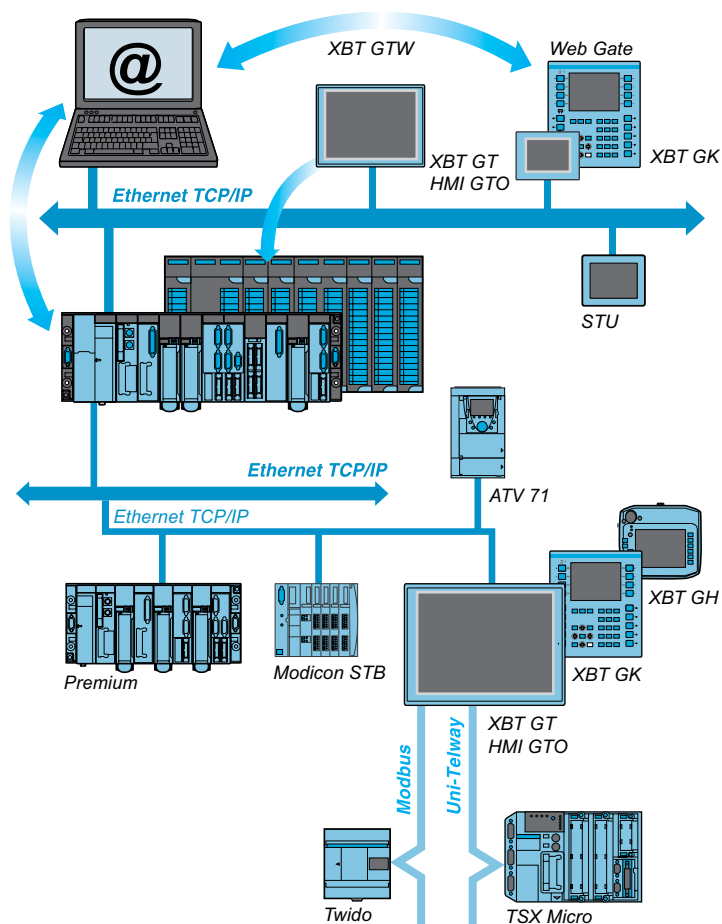 XBT GTW
Web Gate
@
XBT GT
HMI GTO
XBT GK
Ethernet TCP/IP
STU
Ethernet TCP/IP
ATV 71
Ethernet TCP/IP
XBT GH
Premium
Modicon STB
XBT GK
XBT GT
HMI GTO
Modbus
Uni-Telway
Twido
TSX Micro